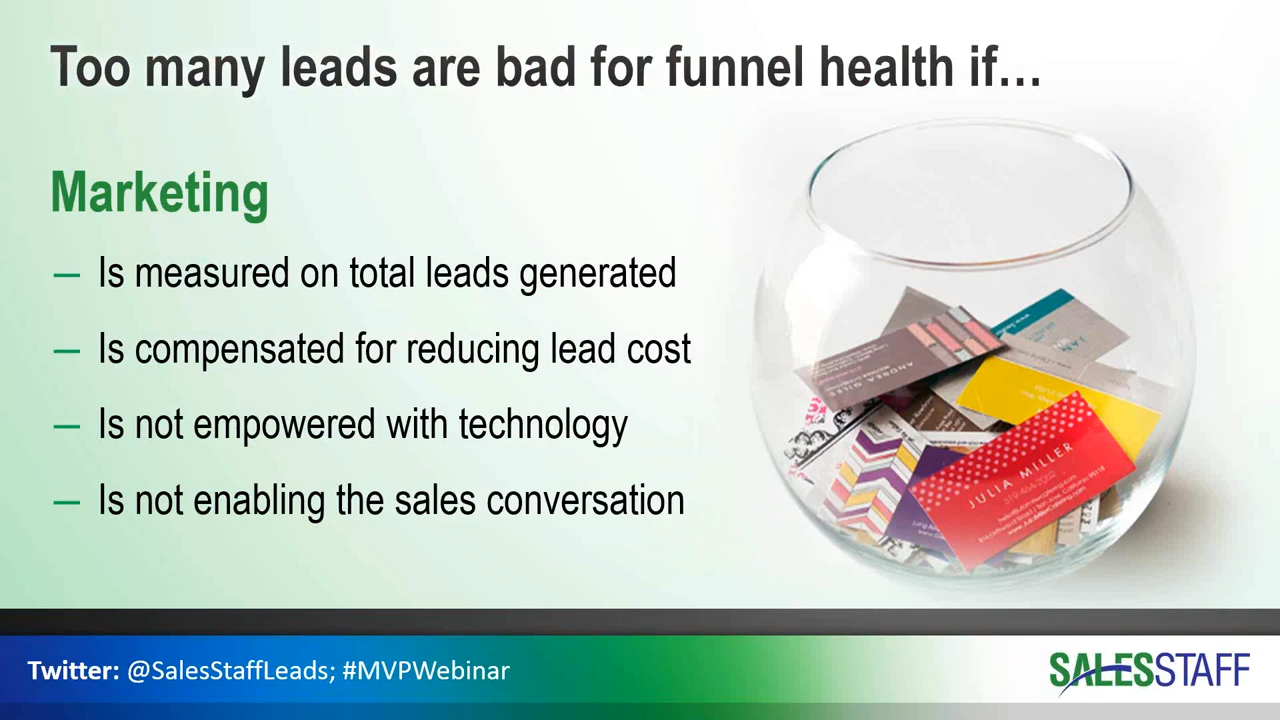 Too many leads are bad for funnel health if…
Marketing
– Is measured on total leads generated
– Is compensated for reducing lead cost
– Is not empowered with technology
– Is not enabling the sales conversation
JULIA MILLER
Twitter: @SalesStaffLeads; #MVPWebinar
SALESSTAFF